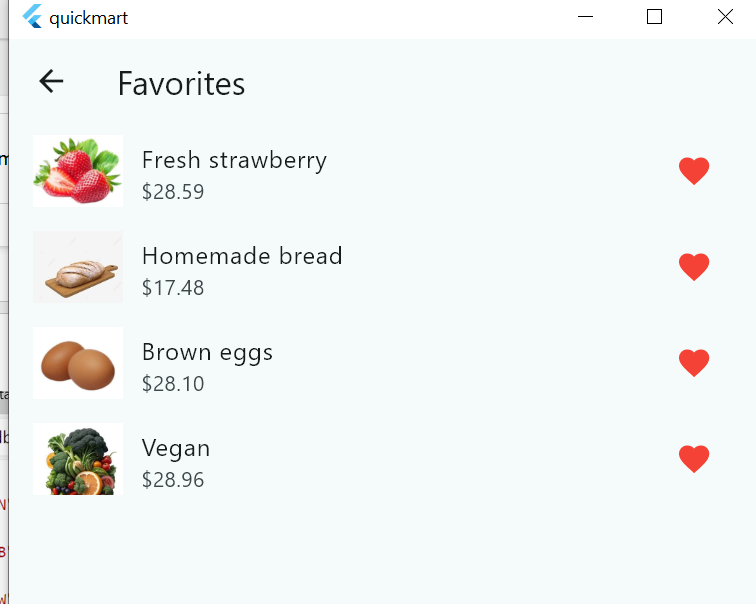 quickmart
Favorites
Fresh strawberry
$28.59
Homemade bread
$17.48
Brown eggs
$28.10
Vegan
$28.96